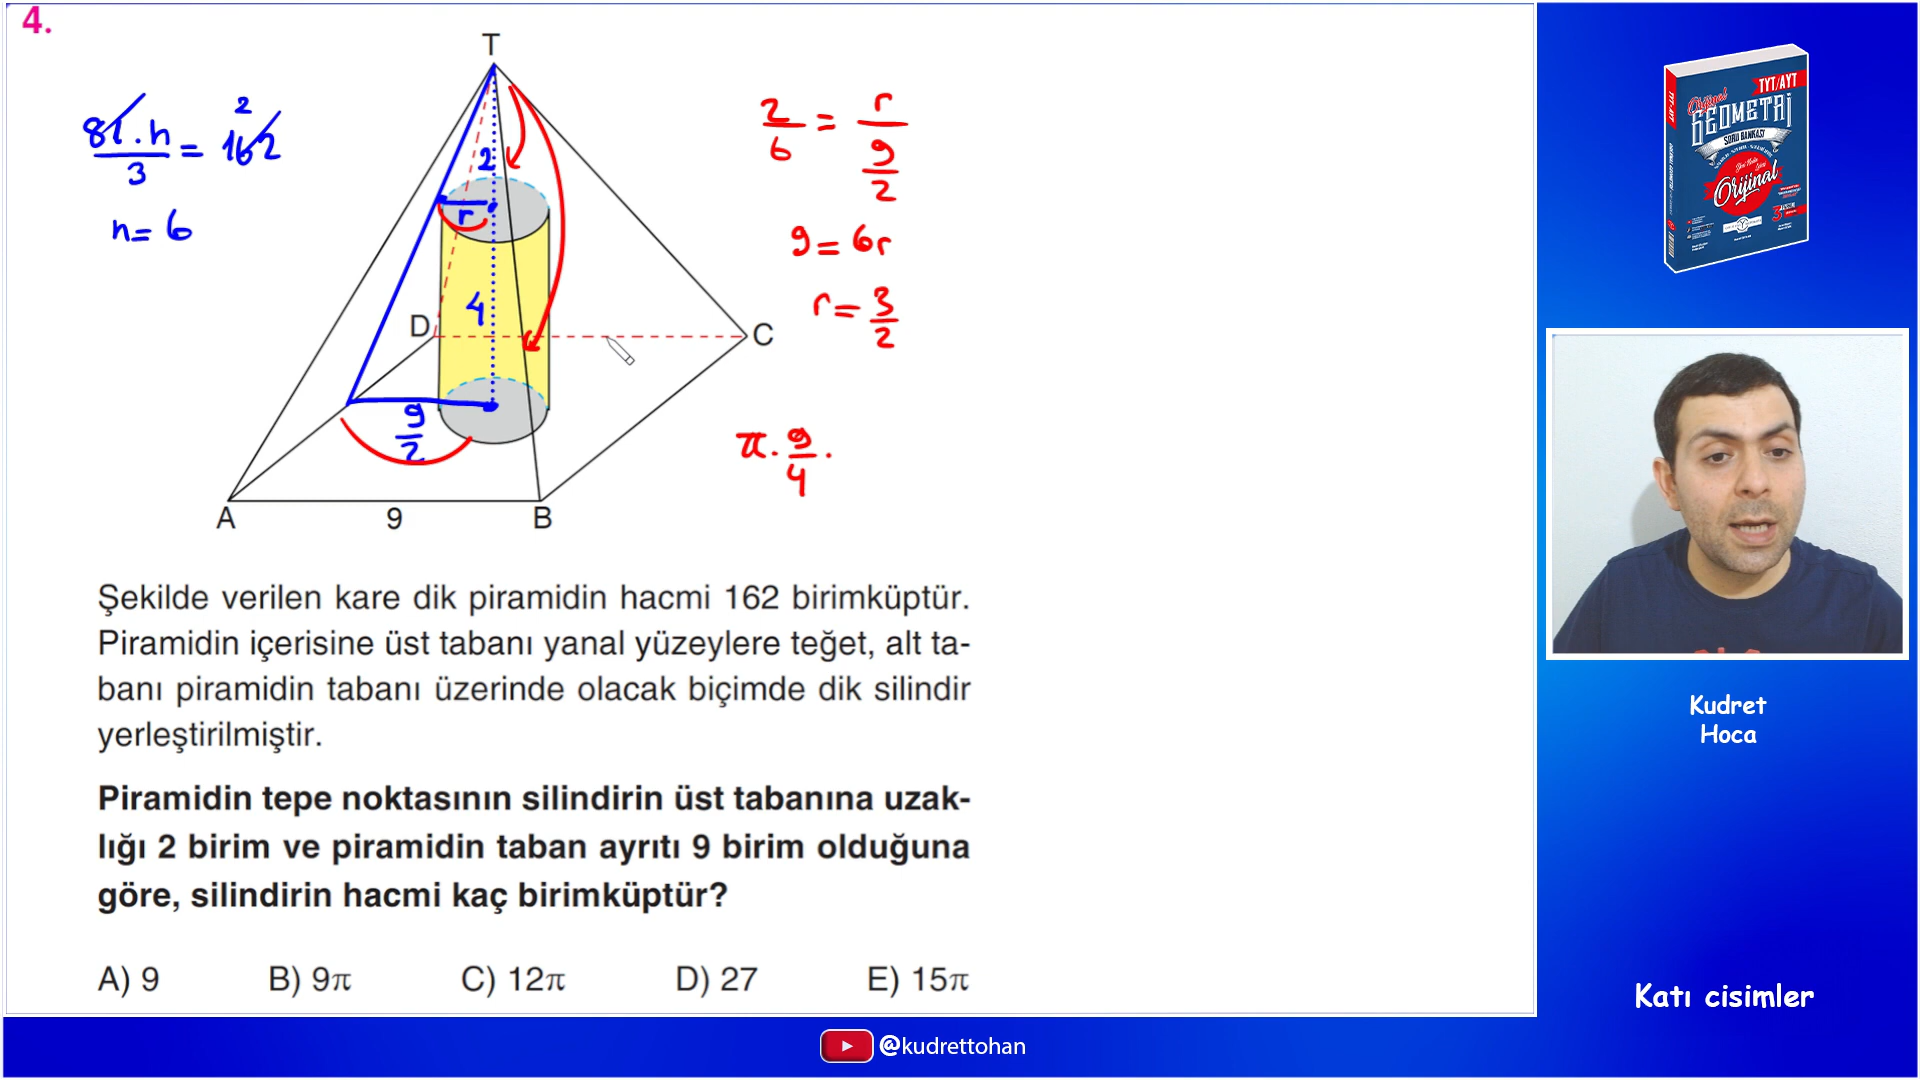 4.
T
81 . h / 3 = 162 2
h = 6
2
r
4
D
C
9/2
A
9
B
2/6 = r / 9/2
9 = 6r
r = 3/2
π . 9/4 .
Şekilde verilen kare dik piramidin hacmi 162 birimküptür.
Piramidin içerisine üst tabanı yanal yüzeylere teğet, alt ta-
banı piramidin tabanı üzerinde olacak biçimde dik silindir
yerleştirilmiştir.
Piramidin tepe noktasının silindirin üst tabanına uzak-
lığı 2 birim ve piramidin taban ayrıtı 9 birim olduğuna
göre, silindirin hacmi kaç birimküptür?
A) 9 B) 9π C) 12π D) 27 E) 15π
TYT/AYT
Orijinal
GEOMETRİ
SORU BANKASI
Orijinal
Kudret
Hoca
Katı cisimler
@kudrettohan